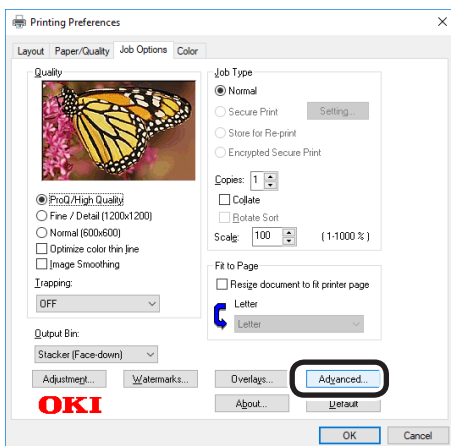 Printing Preferences
Layout Paper/Quality Job Options Color
Quality
ProQ/High Quality
Fine / Detail (1200x1200)
Normal (600x600)
Optimize color thin line
Image Smoothing
Trapping:
OFF
Output Bin:
Stacker (Face-down)
Job Type
Normal
Secure Print Setting...
Store for Re-print
Encrypted Secure Print
Copies: 1
Collate
Rotate Sort
Scale: 100 (1-1000 %)
Fit to Page
Resize document to fit printer page
Letter
Letter
Adjustment... Watermarks... Overlays... Advanced...
OKI About... Default
OK Cancel